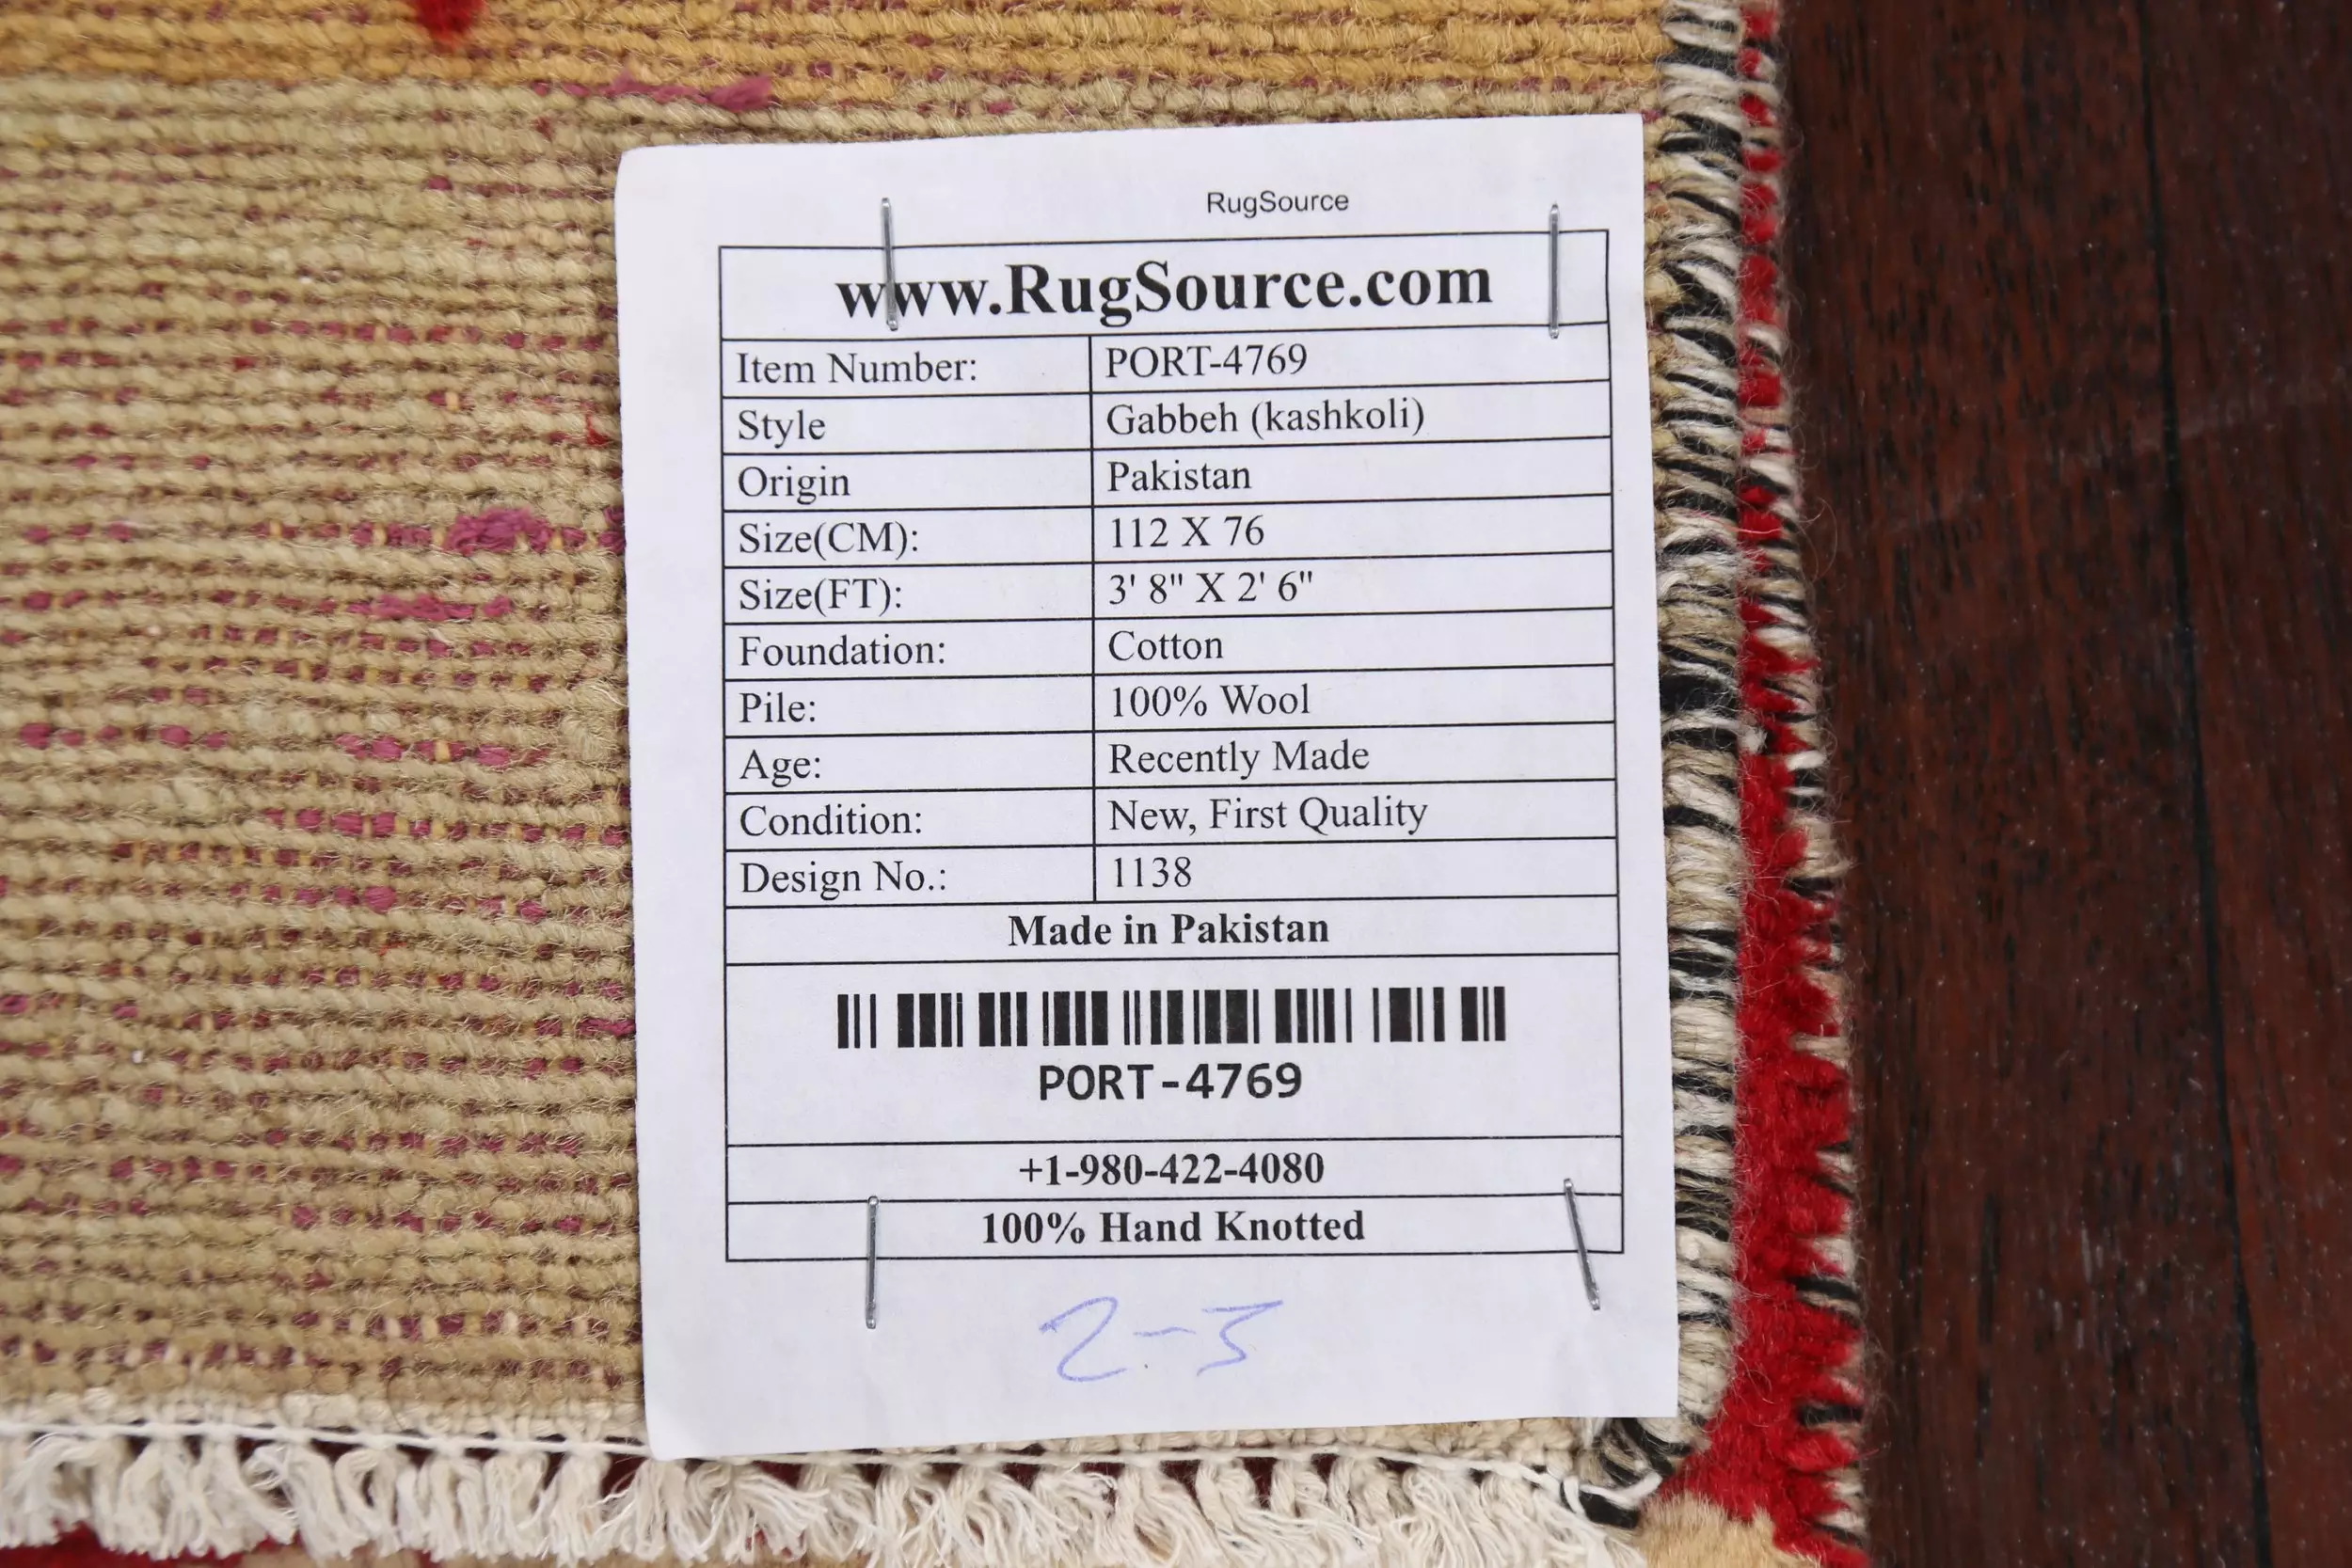 RugSource
www.RugSource.com
Item Number: PORT-4769
Style Gabbeh (kashkoli)
Origin Pakistan
Size(CM): 112 X 76
Size(FT): 3' 8" X 2' 6"
Foundation: Cotton
Pile: 100% Wool
Age: Recently Made
Condition: New, First Quality
Design No.: 1138
Made in Pakistan
PORT-4769
+1-980-422-4080
100% Hand Knotted
2-3